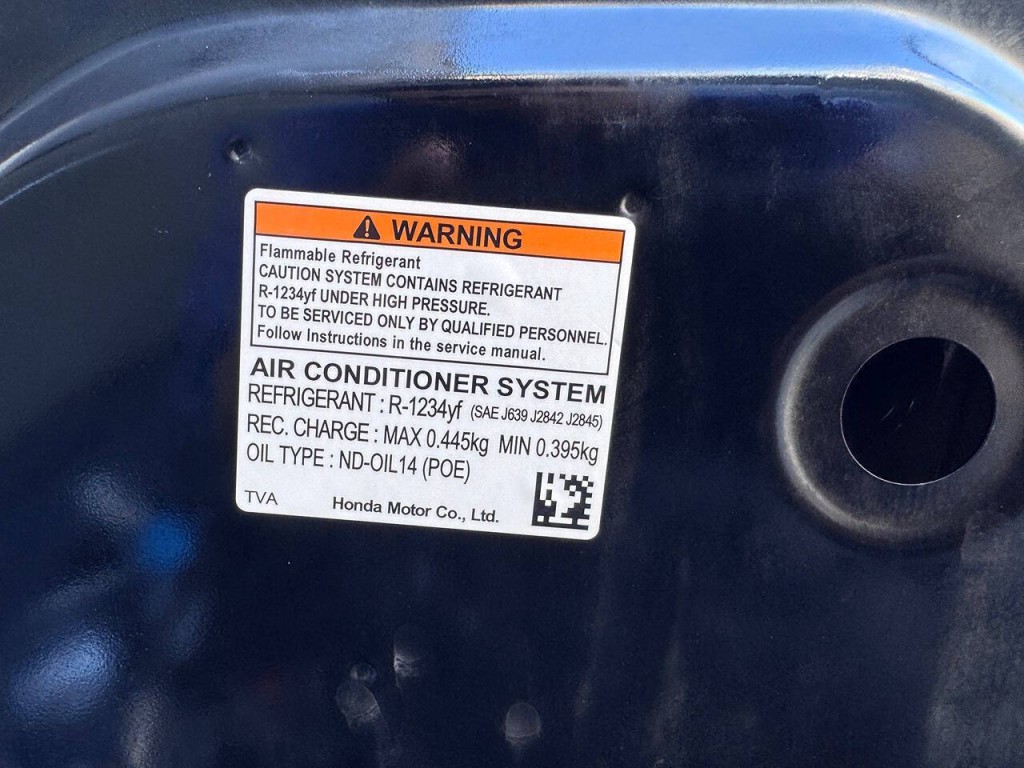 WARNING
Flammable Refrigerant
CAUTION SYSTEM CONTAINS REFRIGERANT
R-1234yf UNDER HIGH PRESSURE.
TO BE SERVICED ONLY BY QUALIFIED PERSONNEL.
Follow Instructions in the service manual.
AIR CONDITIONER SYSTEM
REFRIGERANT : R-1234yf (SAE J639 J2842 J2845)
REC. CHARGE : MAX 0.445kg MIN 0.395kg
OIL TYPE : ND-OIL14 (POE)
TVA Honda Motor Co., Ltd.